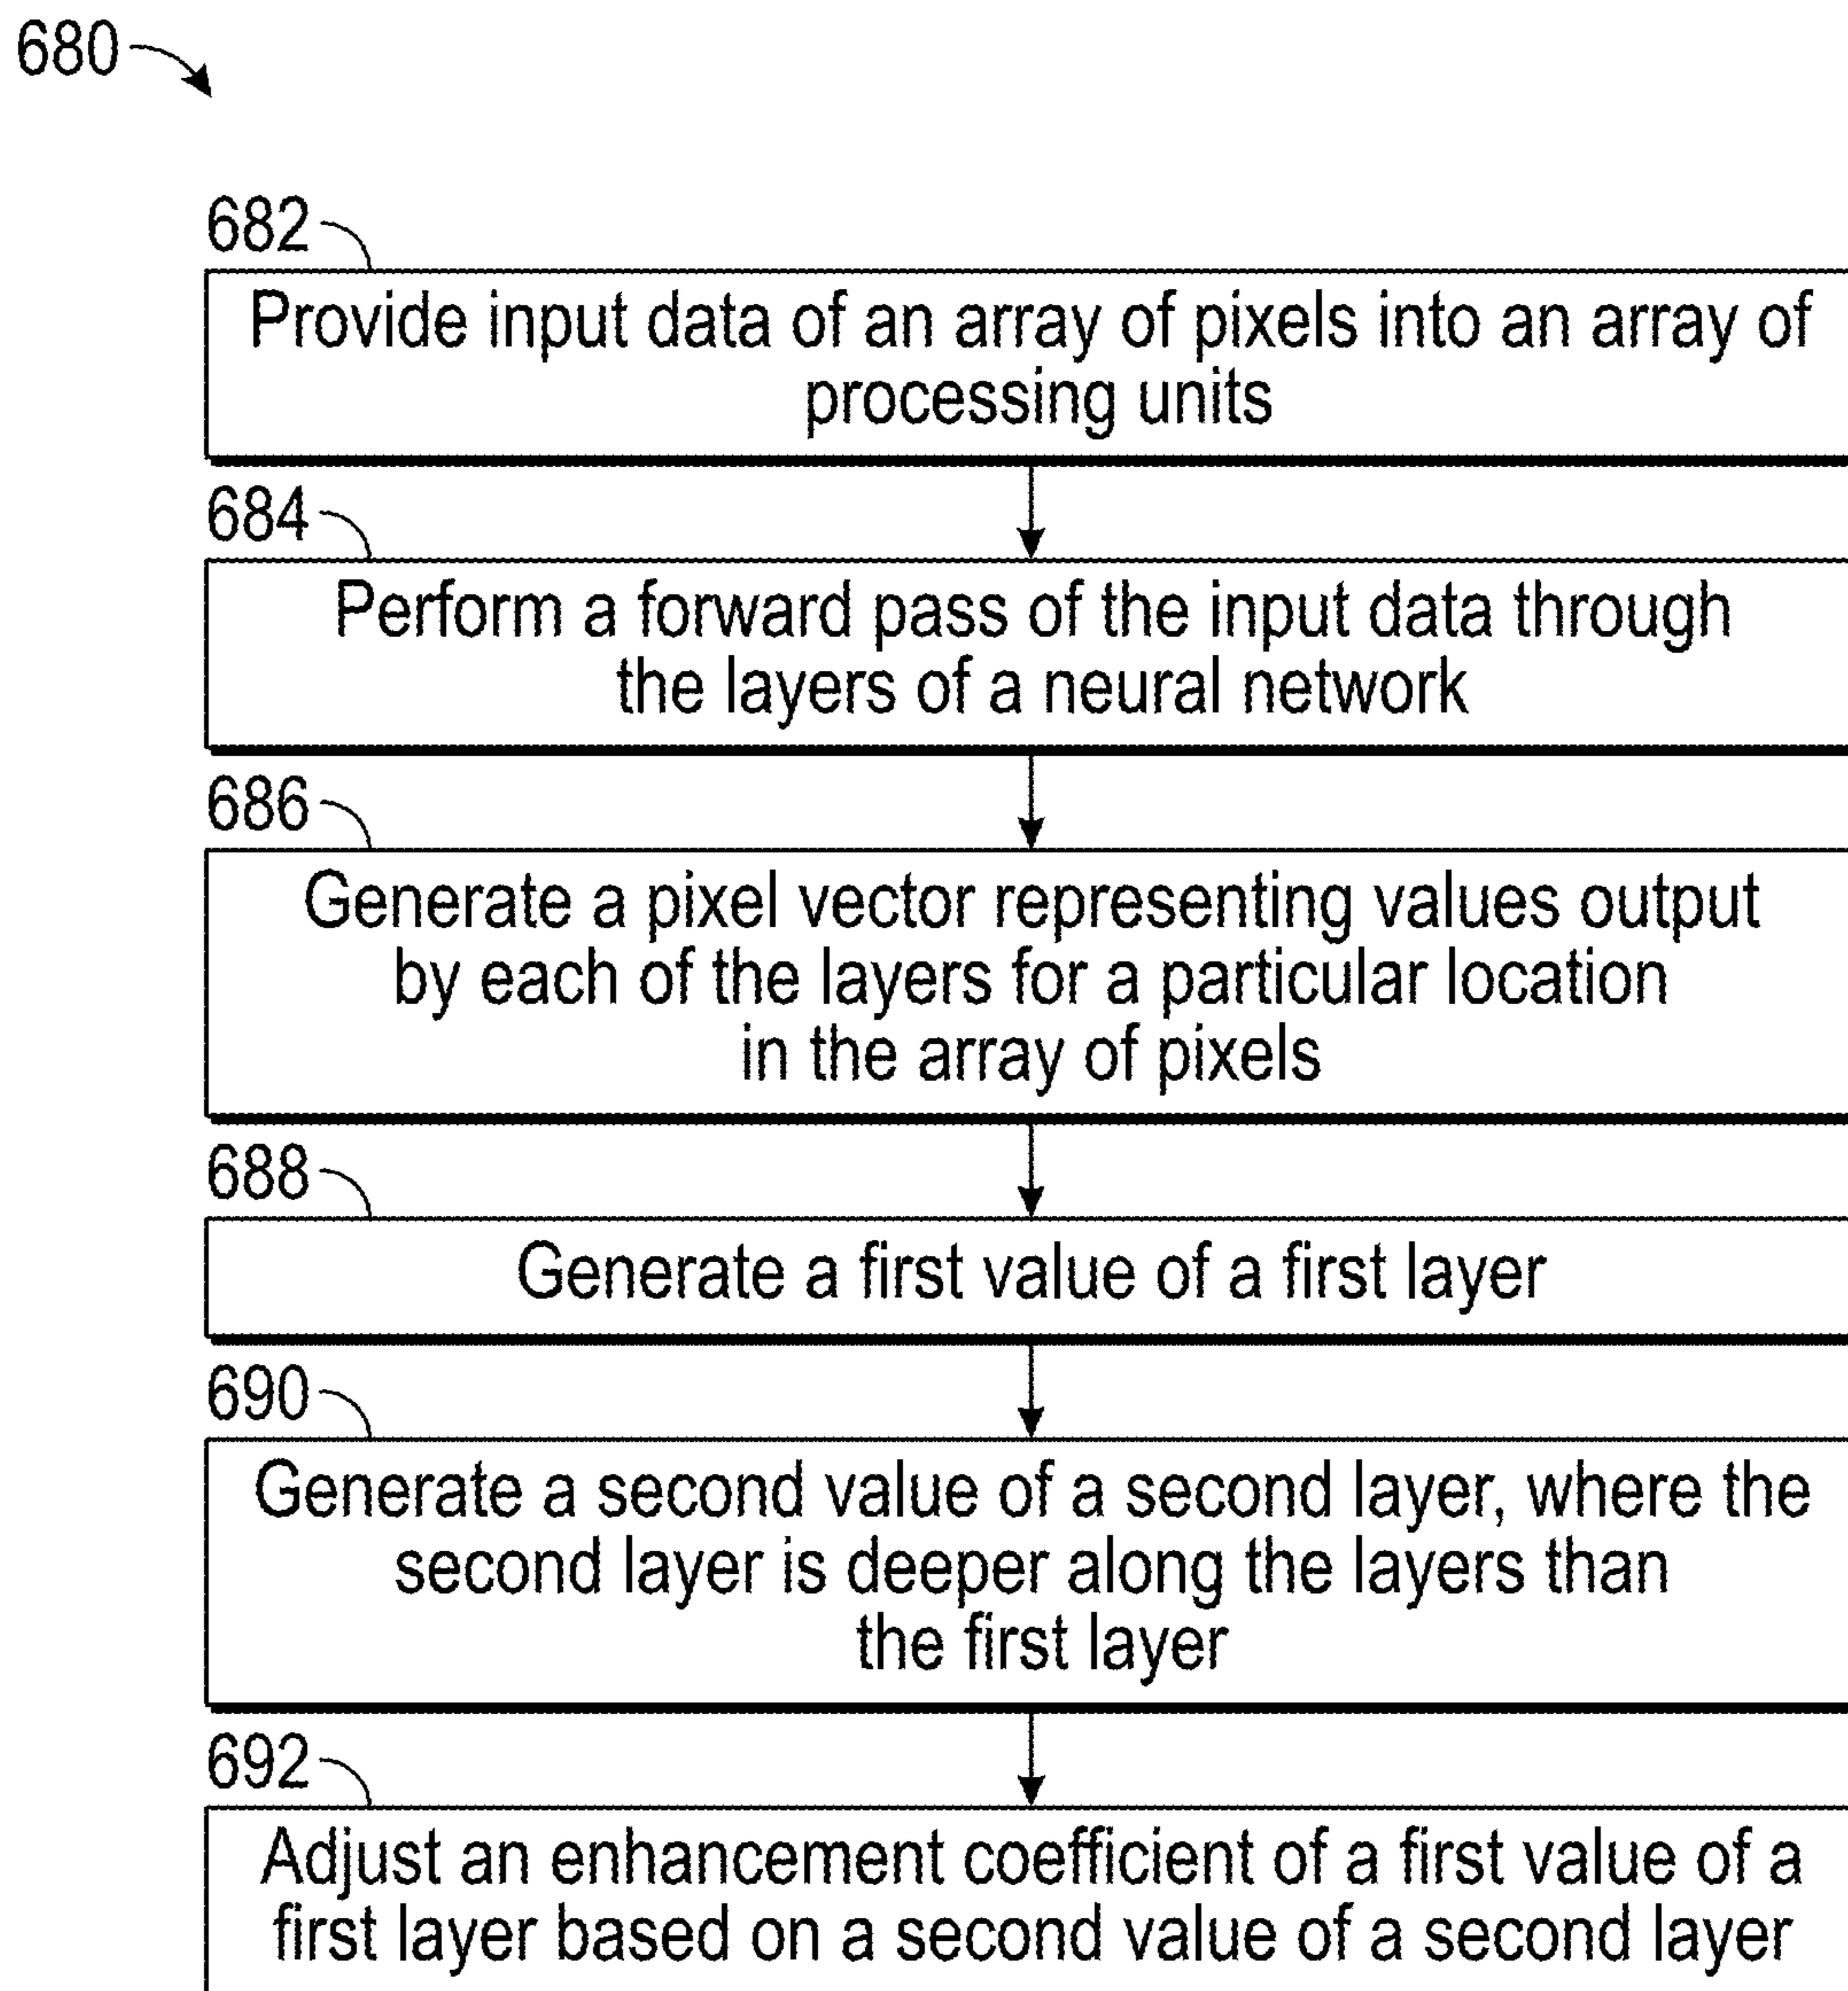 680
682
Provide input data of an array of pixels into an array of
processing units
684
Perform a forward pass of the input data through
the layers of a neural network
686
Generate a pixel vector representing values output
by each of the layers for a particular location
in the array of pixels
688
Generate a first value of a first layer
690
Generate a second value of a second layer, where the
second layer is deeper along the layers than
the first layer
692
Adjust an enhancement coefficient of a first value of a
first layer based on a second value of a second layer